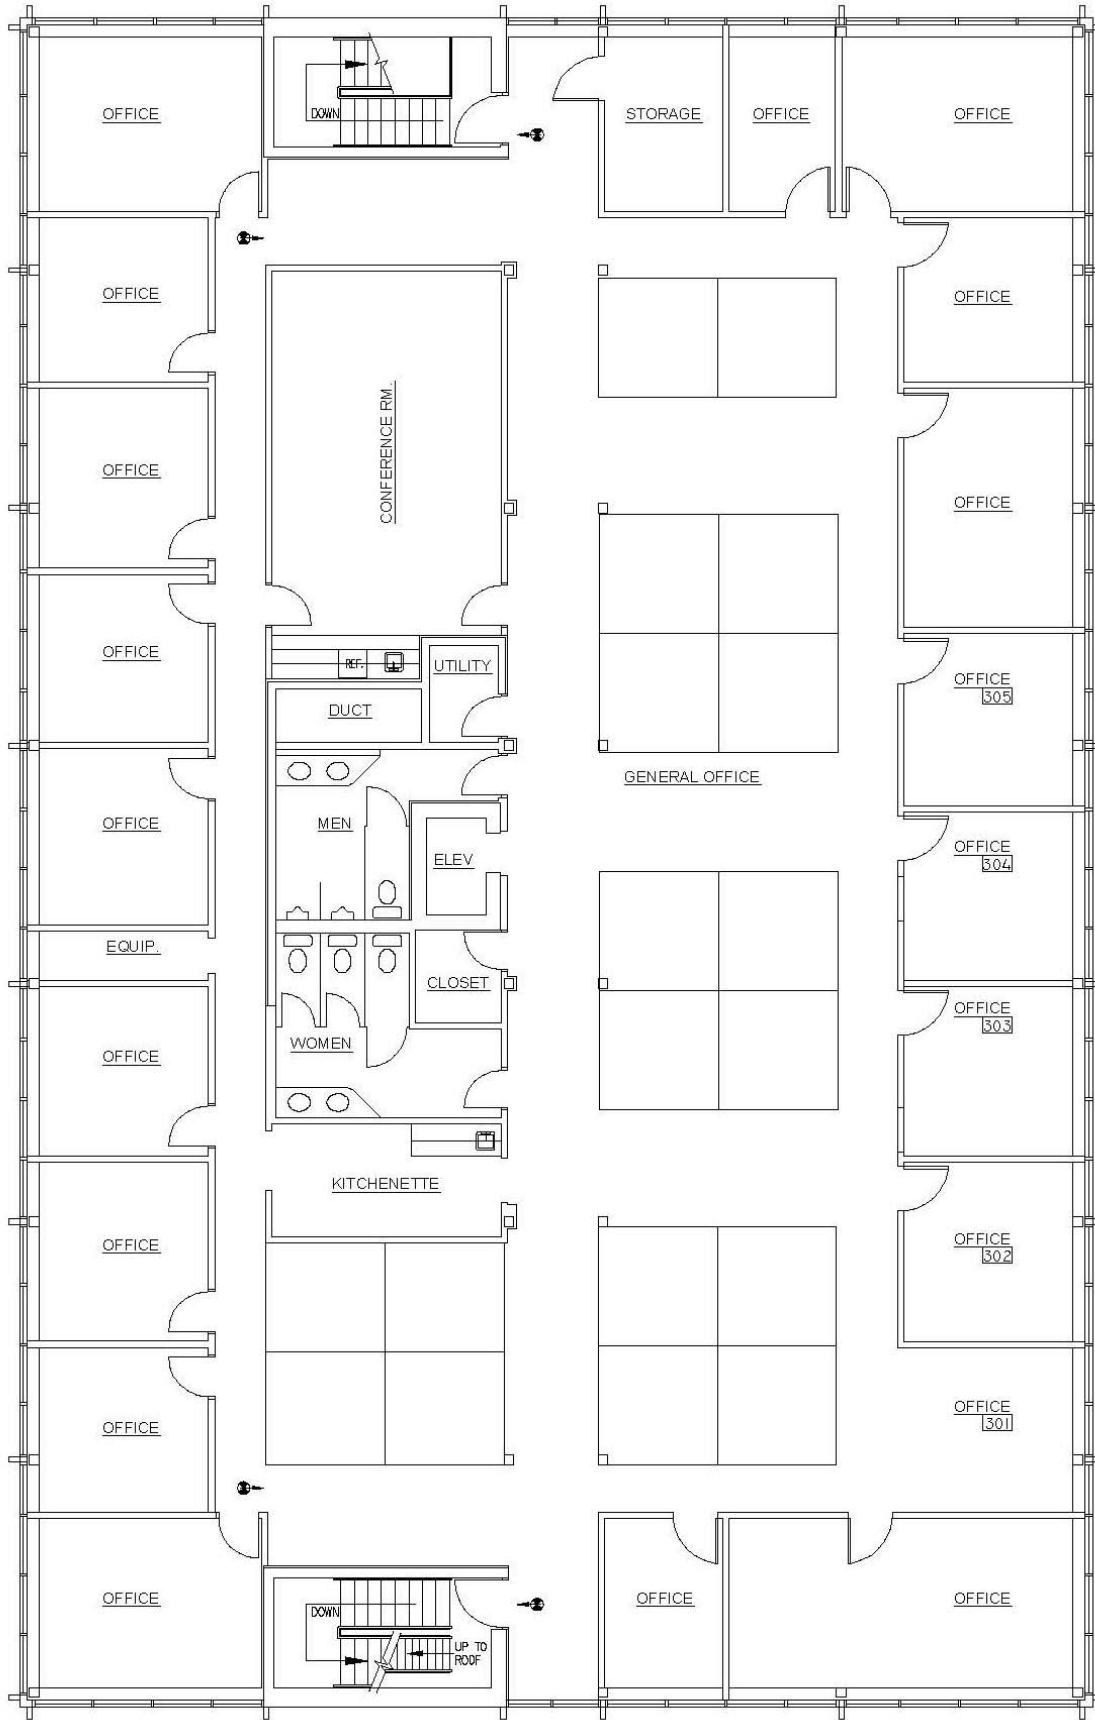 OFFICE
DOWN
STORAGE
OFFICE
OFFICE
OFFICE
OFFICE
CONFERENCE RM.
OFFICE
OFFICE
OFFICE
REF.
UTILITY
OFFICE
305
DUCT
GENERAL OFFICE
OFFICE
MEN
ELEV
OFFICE
304
EQUIP.
CLOSET
OFFICE
303
WOMEN
OFFICE
KITCHENETTE
OFFICE
OFFICE
302
OFFICE
OFFICE
301
OFFICE
DOWN
UP TO
ROOF
OFFICE
OFFICE